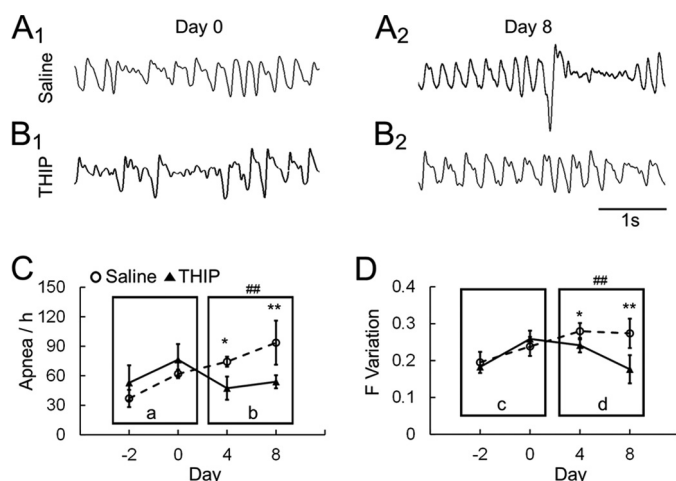 A1 Day 0 A2 Day 8
Saline
B1 B2
THIP
1s
C Saline THIP D
150 ## 0.4 ##
120 ** **
* 0.3 *
90
Apnea / h F Variation
60 0.2
30 0.1
a b c d
0 0.0
-2 0 4 8 -2 0 4 8
Day Day